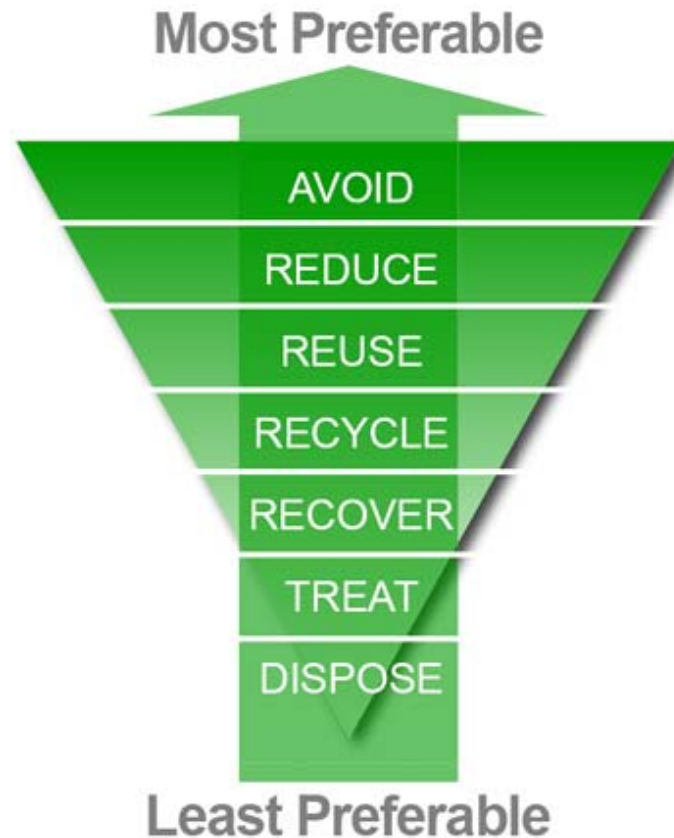 Most Preferable
AVOID
REDUCE
REUSE
RECYCLE
RECOVER
TREAT
DISPOSE
Least Preferable